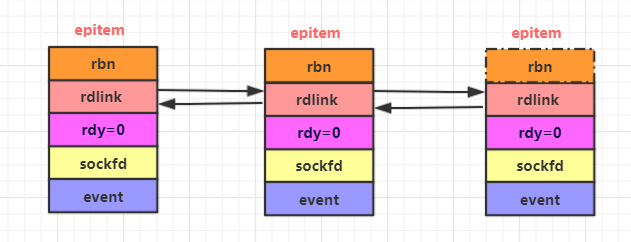 epitem
rbn
rdlink
rdy=0
sockfd
event
epitem
rbn
rdlink
rdy=0
sockfd
event
epitem
rbn
rdlink
rdy=0
sockfd
event